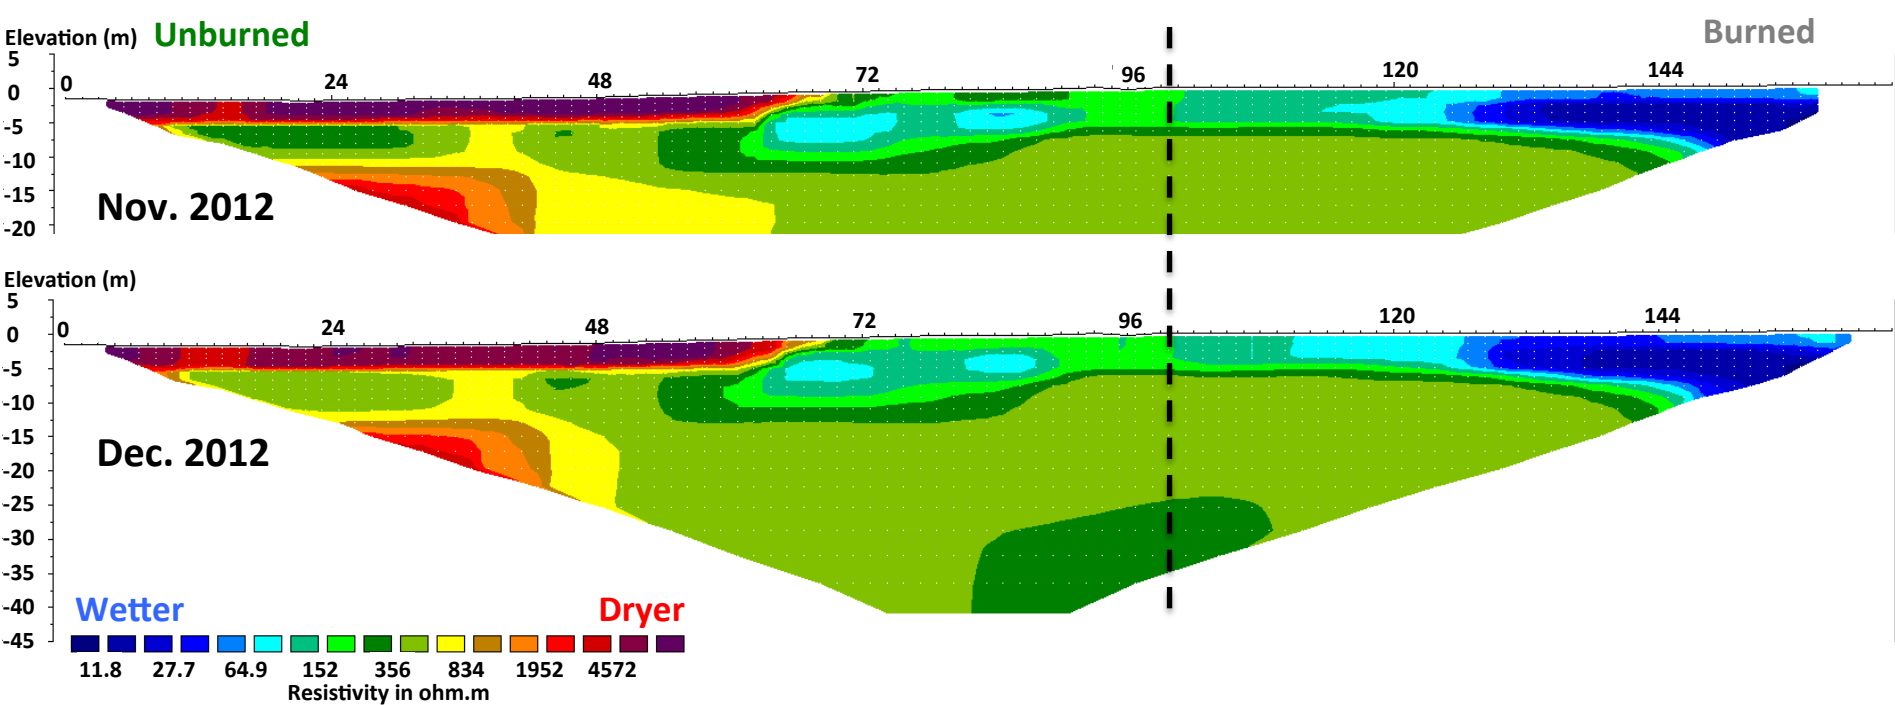 Elevation (m) Unburned Burned
5
0 24 48 72 96 120 144
0
-5
-10
-15
-20
Nov. 2012
Elevation (m)
5
0 24 48 72 96 120 144
0
-5
-10
-15
-20
-25
-30
-35
-40
-45
Dec. 2012
Wetter Dryer
11.8 27.7 64.9 152 356 834 1952 4572
Resistivity in ohm.m